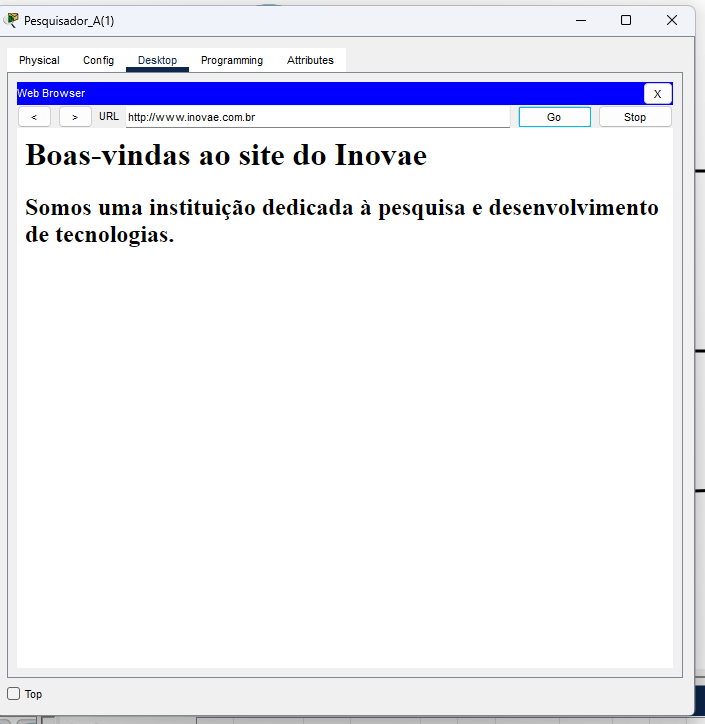 Pesquisador_A(1)
Physical Config Desktop Programming Attributes
Web Browser X
< > URL http://www.inovae.com.br Go Stop
Boas-vindas ao site do Inovae
Somos uma instituição dedicada à pesquisa e desenvolvimento
de tecnologias.
Top